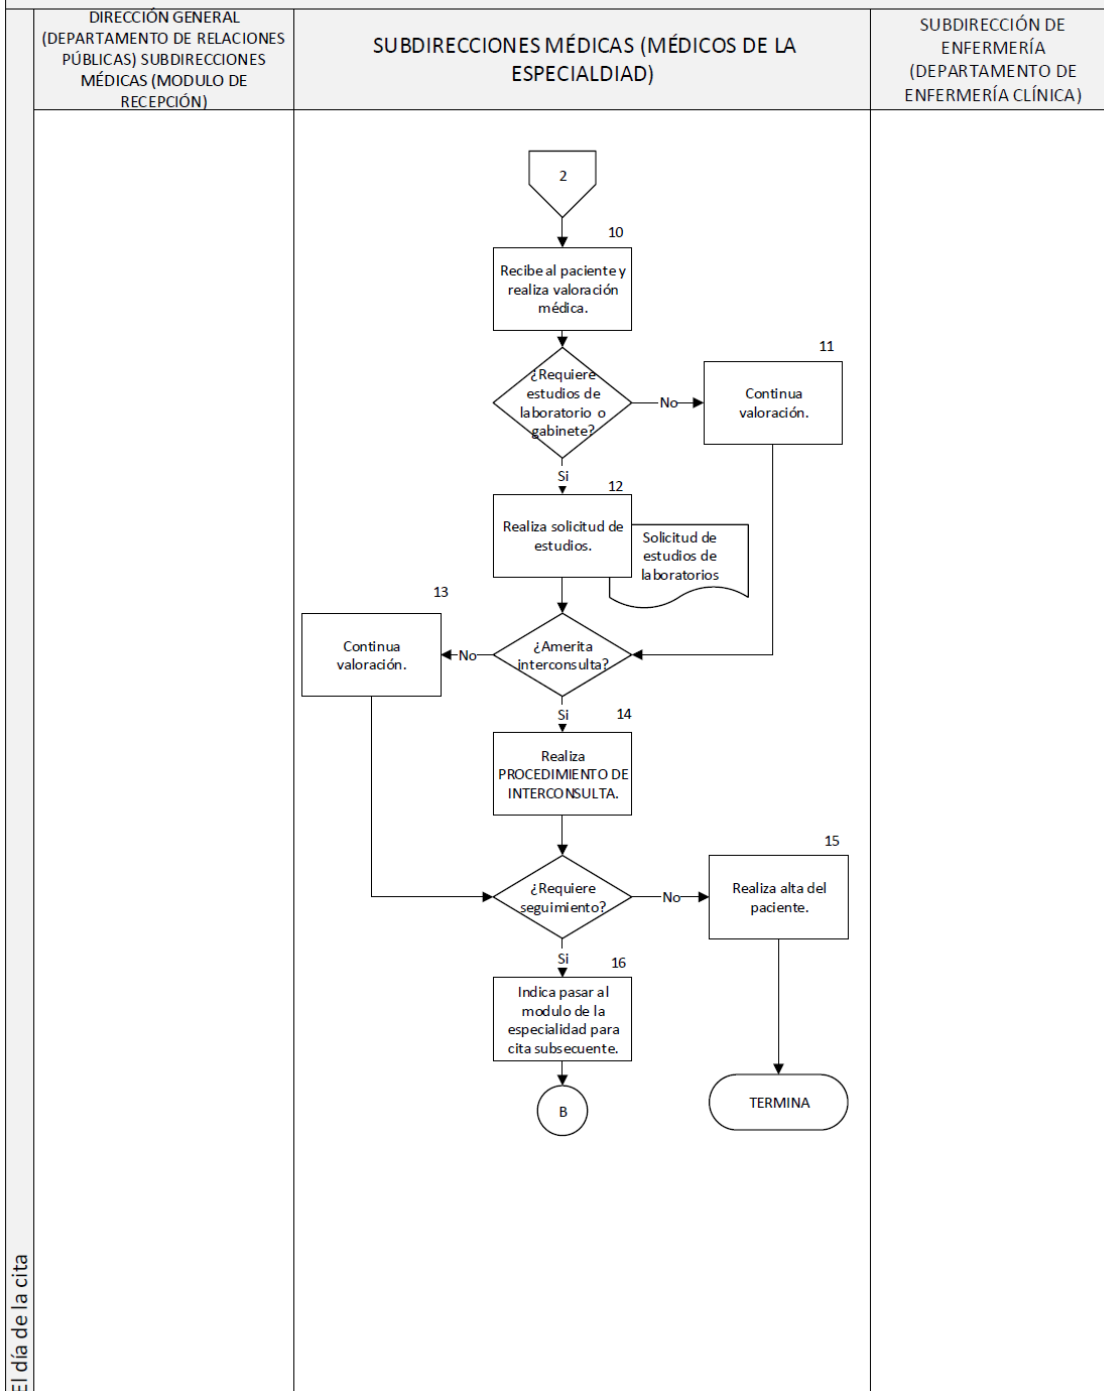 DIRECCIÓN GENERAL
(DEPARTAMENTO DE RELACIONES
PÚBLICAS) SUBDIRECCIONES
MÉDICAS (MODULO DE
RECEPCIÓN)
SUBDIRECCIONES MÉDICAS (MÉDICOS DE LA
ESPECIALDIAD)
SUBDIRECCIÓN DE
ENFERMERÍA
(DEPARTAMENTO DE
ENFERMERÍA CLÍNICA)
2
10
Recibe al paciente y
realiza valoración
médica.
¿Requiere
estudios de
laboratorio o
gabinete?
No
11
Continua
valoración.
Si
12
Realiza solicitud de
estudios.
Solicitud de
estudios de
laboratorios
13
Continua
valoración.
No
¿Amerita
interconsulta?
Si
14
Realiza
PROCEDIMIENTO DE
INTERCONSULTA.
¿Requiere
seguimiento?
No
15
Realiza alta del
paciente.
Si
16
Indica pasar al
modulo de la
especialidad para
cita subsecuente.
B
TERMINA
El día de la cita